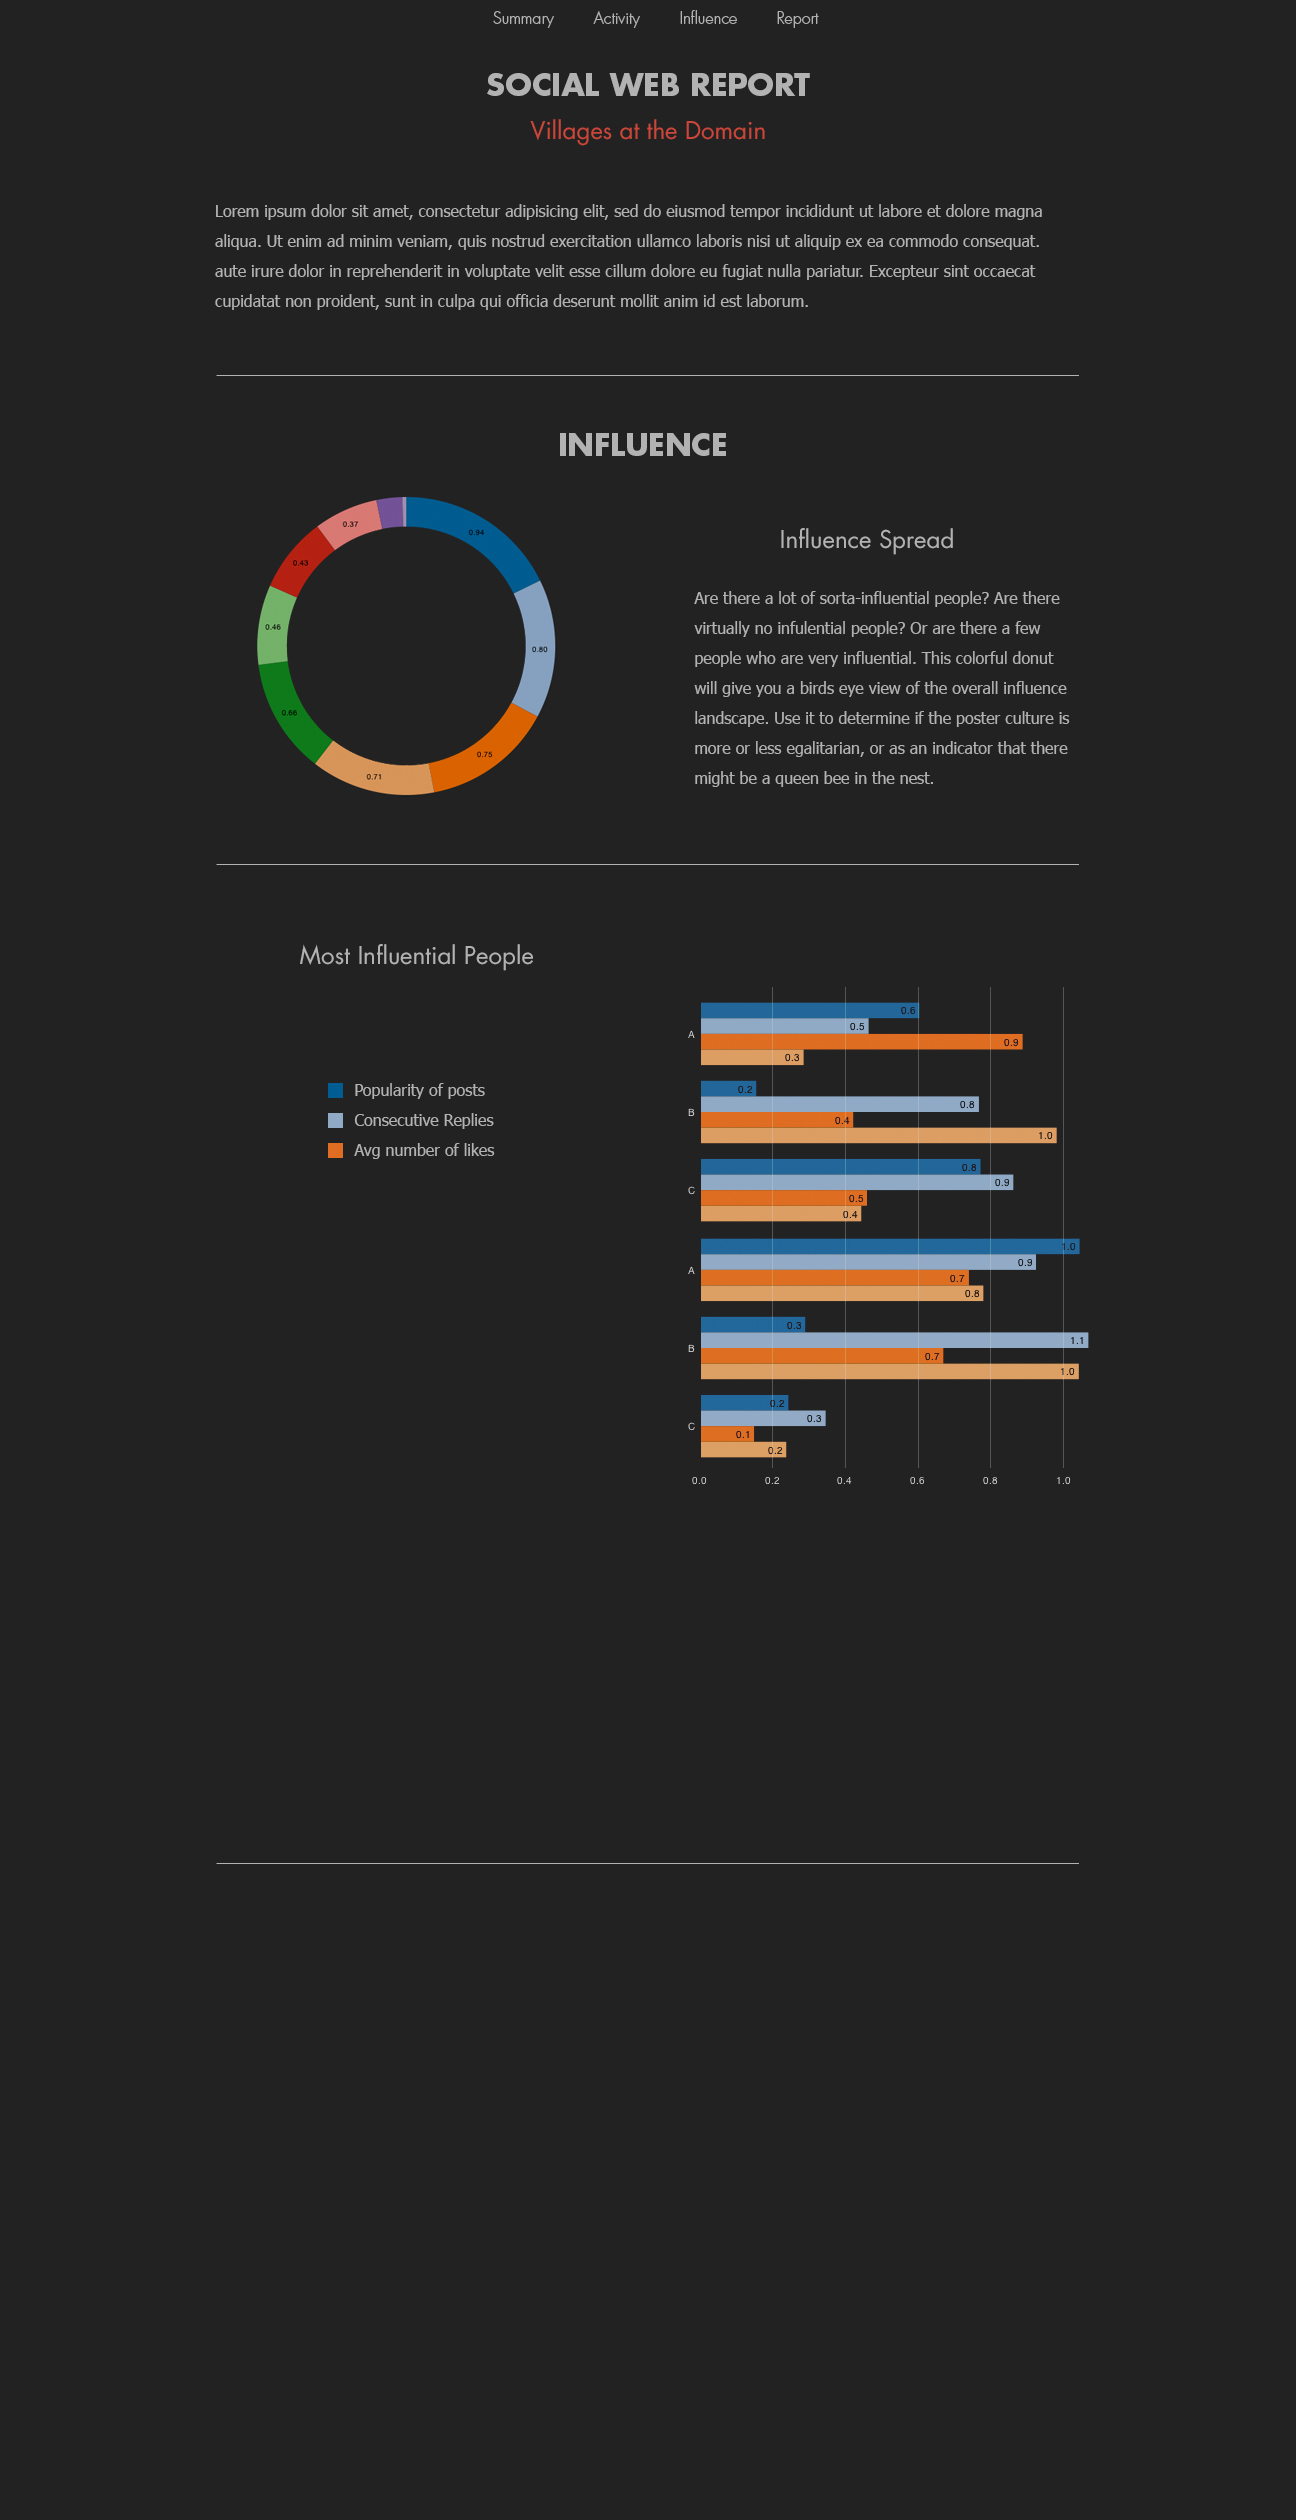 Summary Activity Influence Report
SOCIAL WEB REPORT
Villages at the Domain
Lorem ipsum dolor sit amet, consectetur adipisicing elit, sed do eiusmod tempor incididunt ut labore et dolore magna
aliqua. Ut enim ad minim veniam, quis nostrud exercitation ullamco laboris nisi ut aliquip ex ea commodo consequat.
aute irure dolor in reprehenderit in voluptate velit esse cillum dolore eu fugiat nulla pariatur. Excepteur sint occaecat
cupidatat non proident, sunt in culpa qui officia deserunt mollit anim id est laborum.
INFLUENCE
0.94
0.80
0.75
0.71
0.66
0.46
0.43
0.37
Influence Spread
Are there a lot of sorta-influential people? Are there
virtually no infulential people? Or are there a few
people who are very influential. This colorful donut
will give you a birds eye view of the overall influence
landscape. Use it to determine if the poster culture is
more or less egalitarian, or as an indicator that there
might be a queen bee in the nest.
Most Influential People
Popularity of posts
Consecutive Replies
Avg number of likes
0.6
0.5
A
0.9
0.3
0.2
0.8
B
0.4
1.0
0.8
0.9
C
0.5
0.4
1.0
0.9
A
0.7
0.8
0.3
1.1
B
0.7
1.0
0.2
0.3
C
0.1
0.2
0.0 0.2 0.4 0.6 0.8 1.0